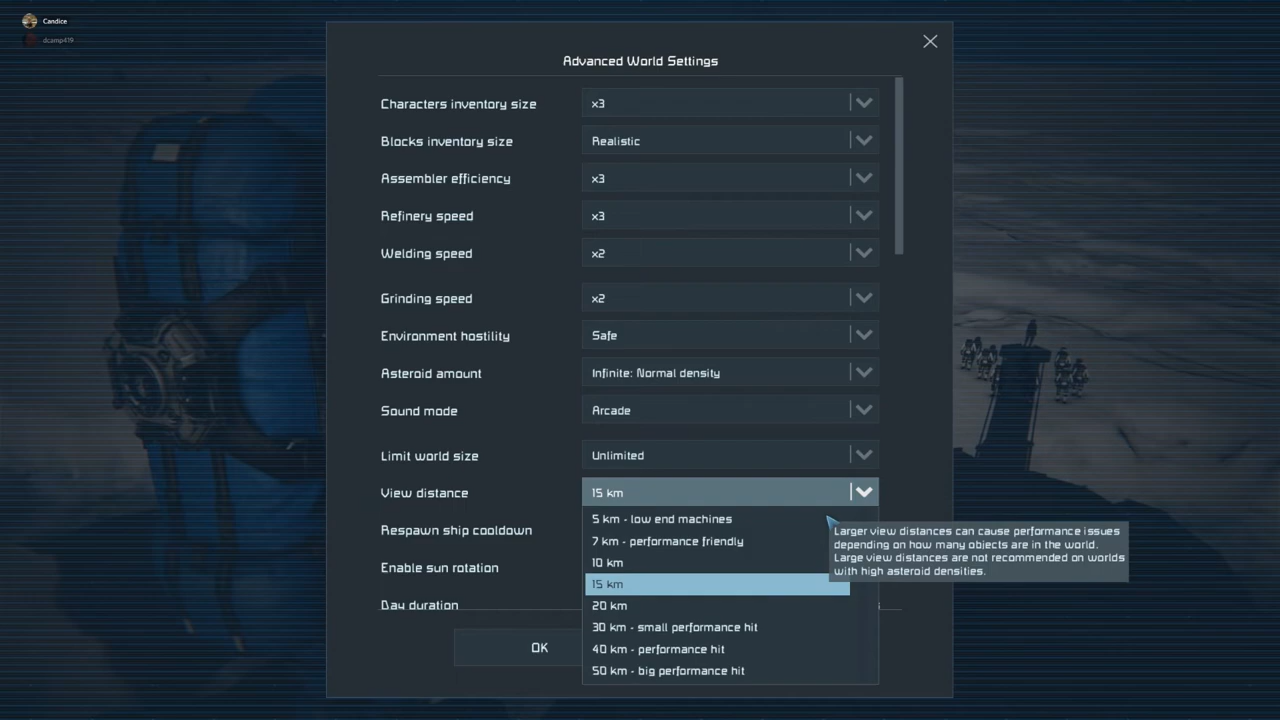 Candice
dcamp419
Advanced World Settings
Characters inventory size
x3
Blocks inventory size
Realistic
Assembler efficiency
x3
Refinery speed
x3
Welding speed
x2
Grinding speed
x2
Environment hostility
Safe
Asteroid amount
Infinite: Normal density
Sound mode
Arcade
Limit world size
Unlimited
View distance
15 km
5 km - low end machines
7 km - performance friendly
10 km
15 km
20 km
30 km - small performance hit
40 km - performance hit
50 km - big performance hit
Larger view distances can cause performance issues
depending on how many objects are in the world.
Large view distances are not recommended on worlds
with high asteroid densities.
Respawn ship cooldown
Enable sun rotation
Day duration
OK